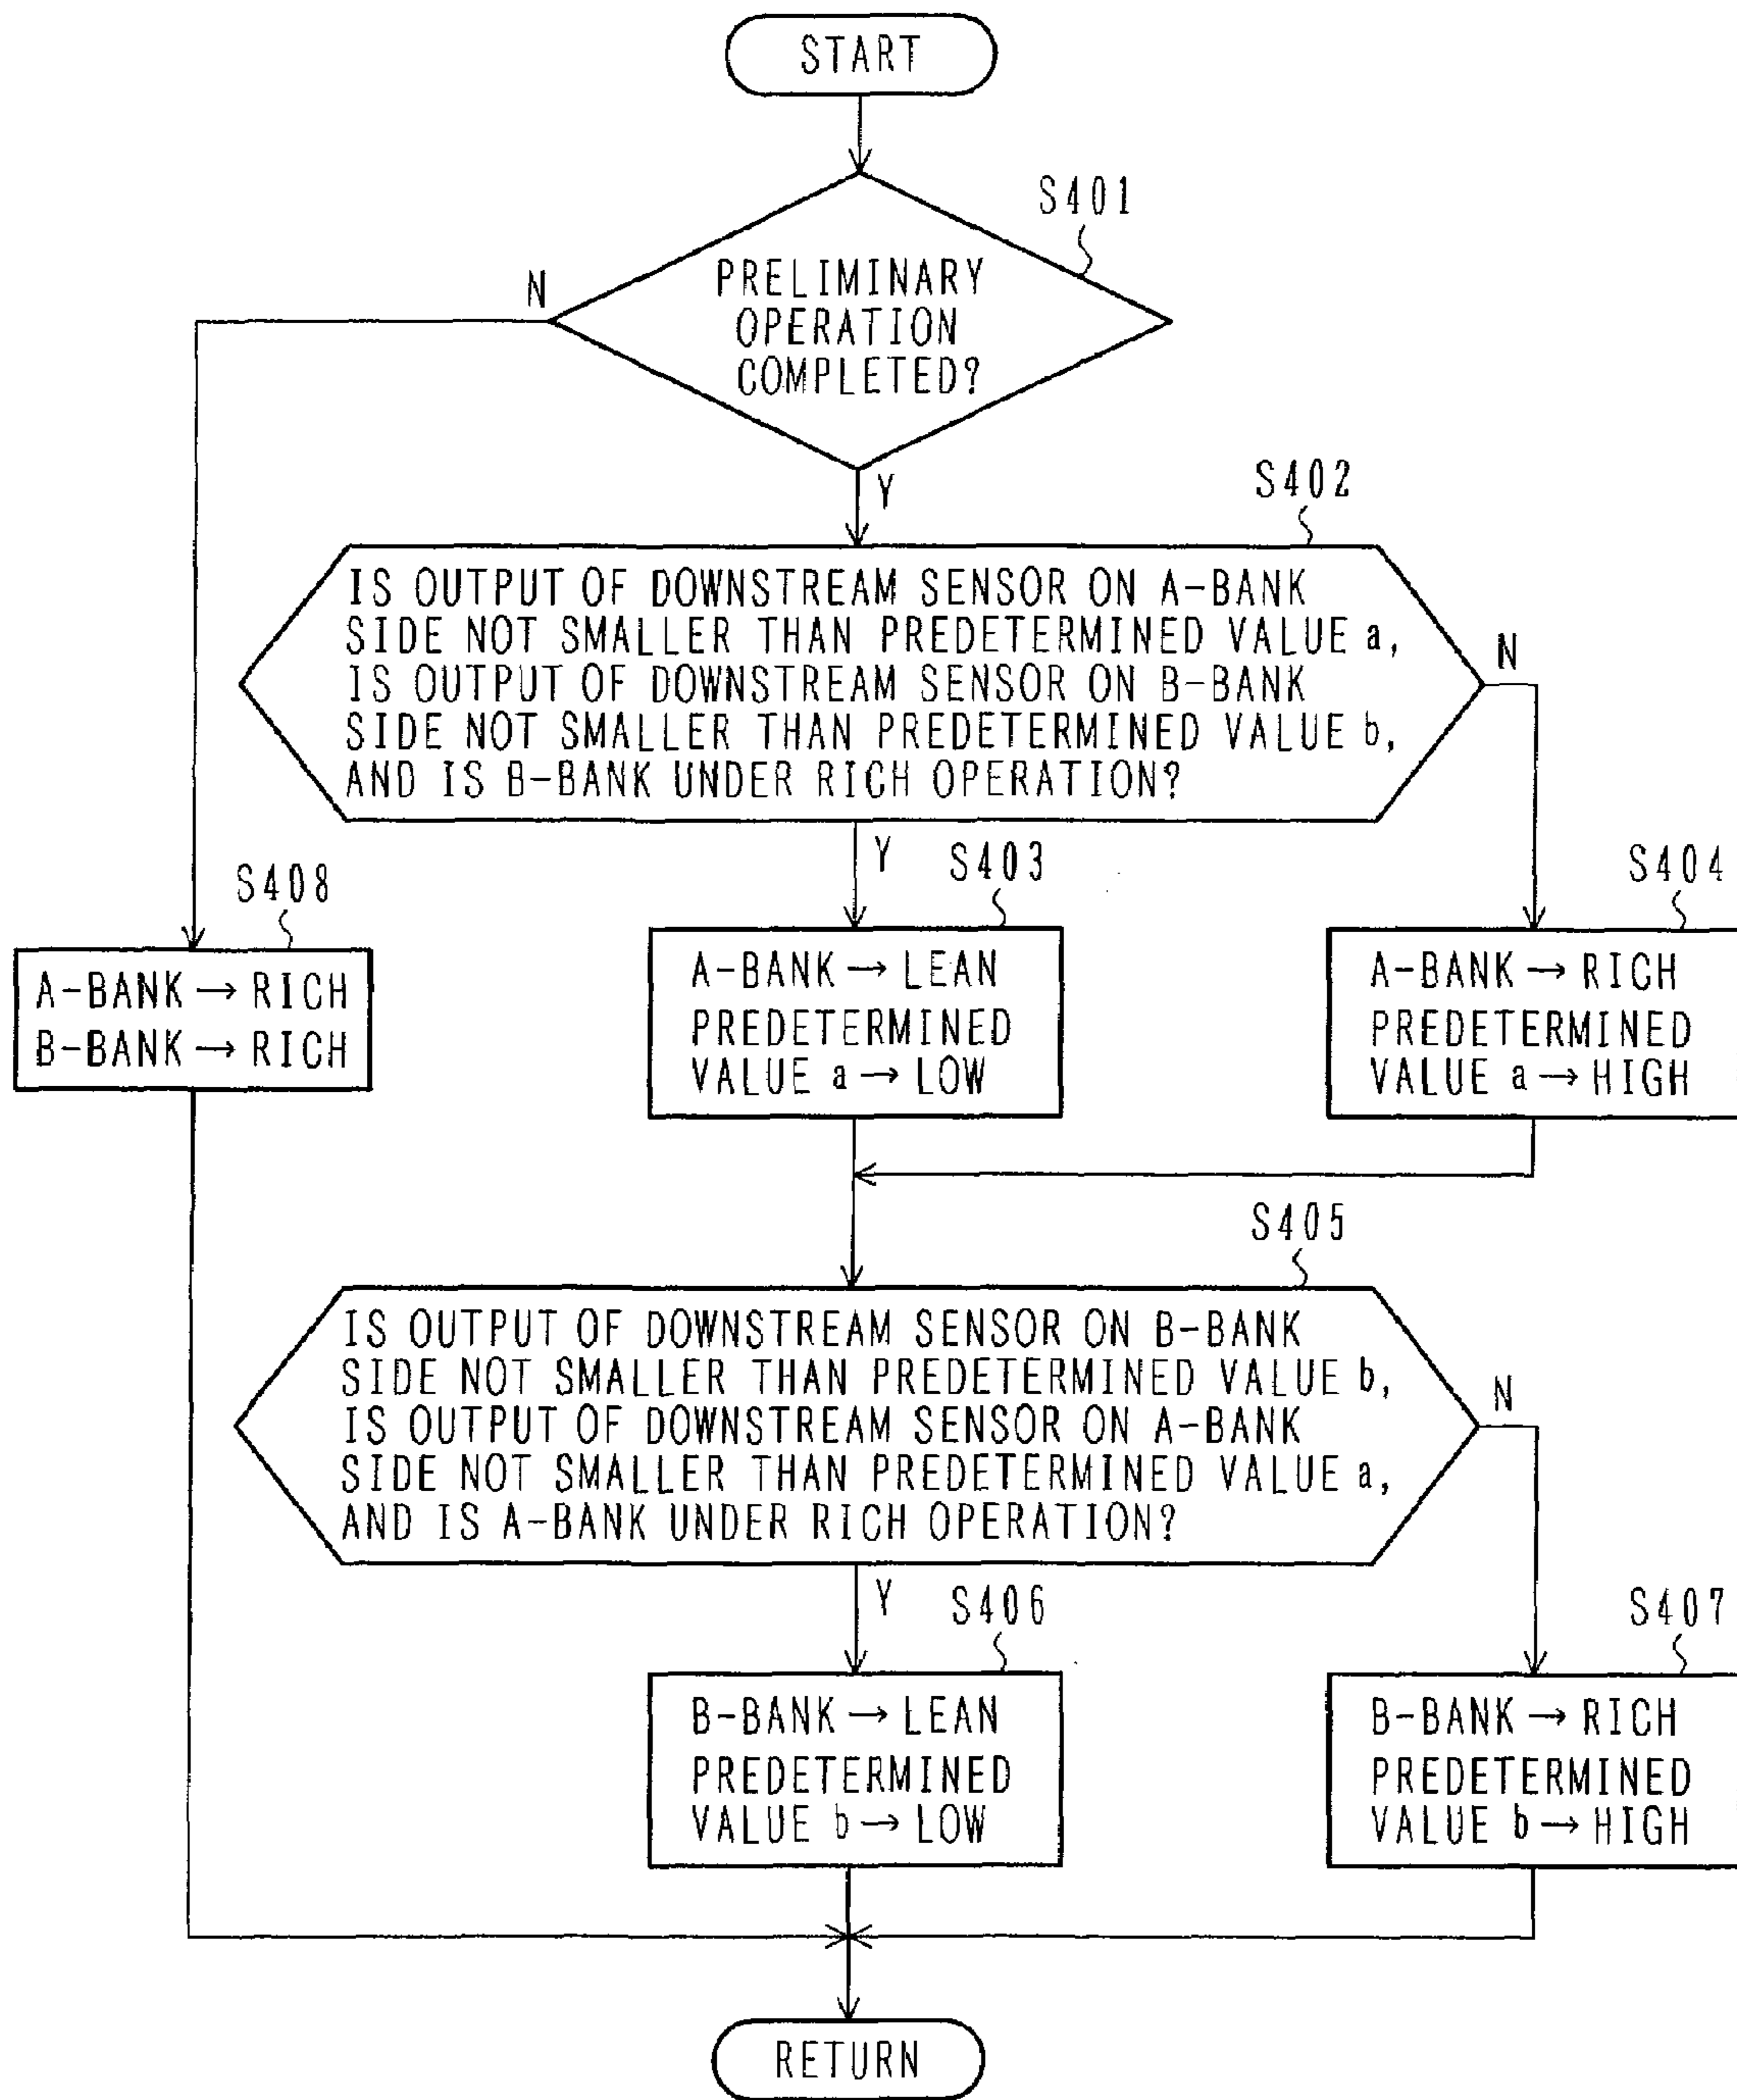 START
S401
N
PRELIMINARY
OPERATION
COMPLETED?
Y
S402
IS OUTPUT OF DOWNSTREAM SENSOR ON A-BANK
SIDE NOT SMALLER THAN PREDETERMINED VALUE a,
IS OUTPUT OF DOWNSTREAM SENSOR ON B-BANK
SIDE NOT SMALLER THAN PREDETERMINED VALUE b,
AND IS B-BANK UNDER RICH OPERATION?
N
Y
S408
A-BANK → RICH
B-BANK → RICH
S403
A-BANK → LEAN
PREDETERMINED
VALUE a → LOW
S404
A-BANK → RICH
PREDETERMINED
VALUE a → HIGH
S405
IS OUTPUT OF DOWNSTREAM SENSOR ON B-BANK
SIDE NOT SMALLER THAN PREDETERMINED VALUE b,
IS OUTPUT OF DOWNSTREAM SENSOR ON A-BANK
SIDE NOT SMALLER THAN PREDETERMINED VALUE a,
AND IS A-BANK UNDER RICH OPERATION?
N
Y
S406
B-BANK → LEAN
PREDETERMINED
VALUE b → LOW
S407
B-BANK → RICH
PREDETERMINED
VALUE b → HIGH
RETURN